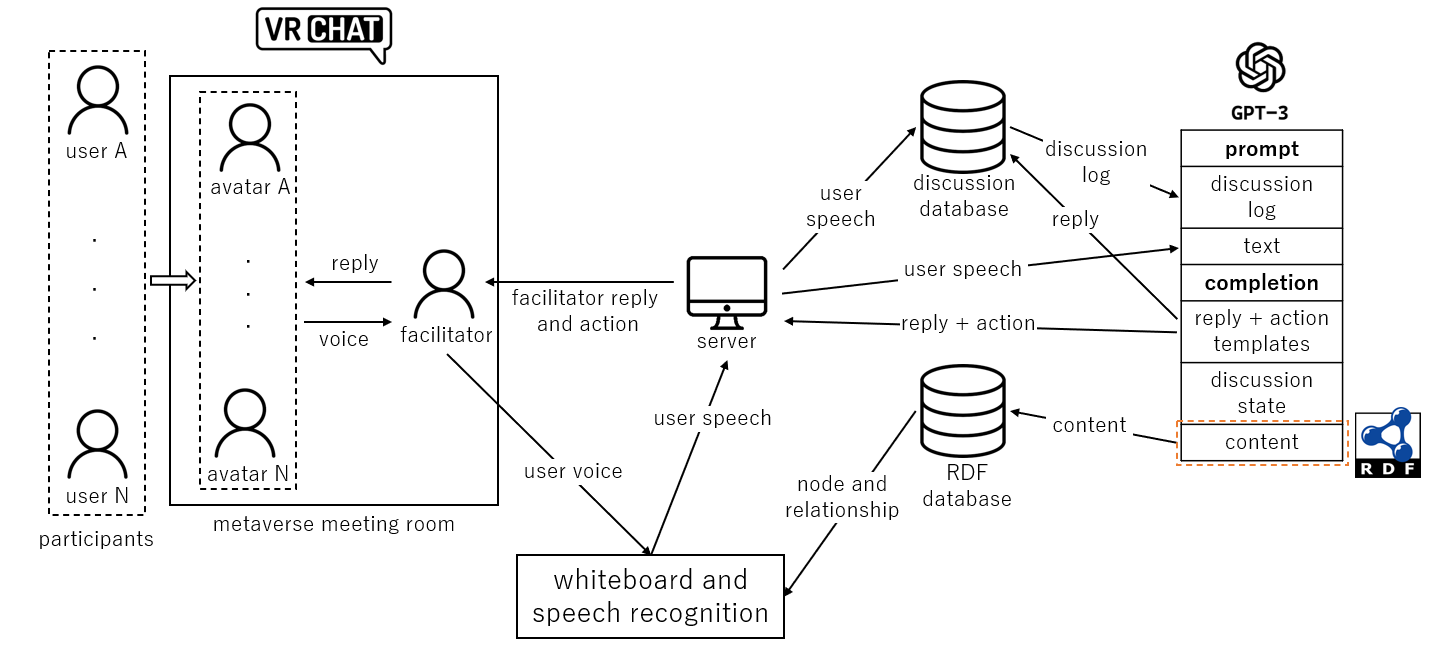 VR CHAT
user A
.
.
.
user N
participants
avatar A
.
.
.
avatar N
metaverse meeting room
reply
voice
facilitator
facilitator reply
and action
server
user voice
user speech
whiteboard and
speech recognition
user
speech
discussion
database
discussion
log
reply
user speech
reply + action
RDF
database
content
node and
relationship
GPT-3
prompt
discussion
log
text
completion
reply + action
templates
discussion
state
content
RDF